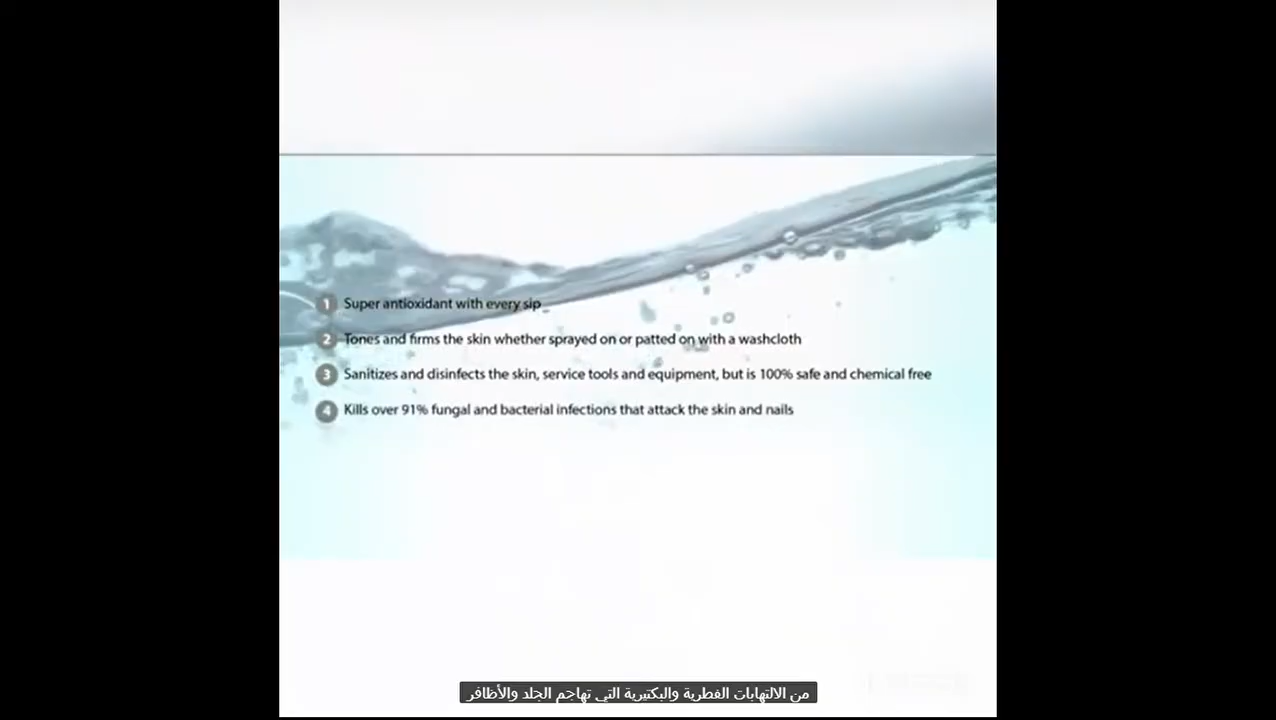 1 Super antioxidant with every sip
2 Tones and firms the skin whether sprayed on or patted on with a washcloth
3 Sanitizes and disinfects the skin, service tools and equipment, but is 100% safe and chemical free
4 Kills over 91% fungal and bacterial infections that attack the skin and nails
من الالتهابات الفطرية والبكتيرية التي تهاجم الجلد والأظافر